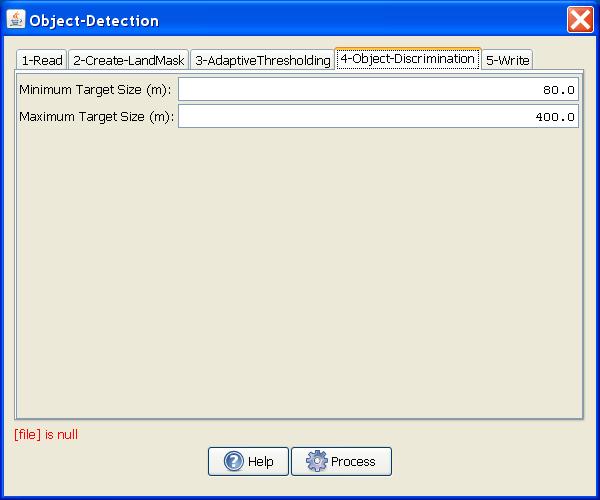 Object-Detection
1-Read 2-Create-LandMask 3-AdaptiveThresholding 4-Object-Discrimination 5-Write
Minimum Target Size (m): 80.0
Maximum Target Size (m): 400.0
[file] is null
Help Process